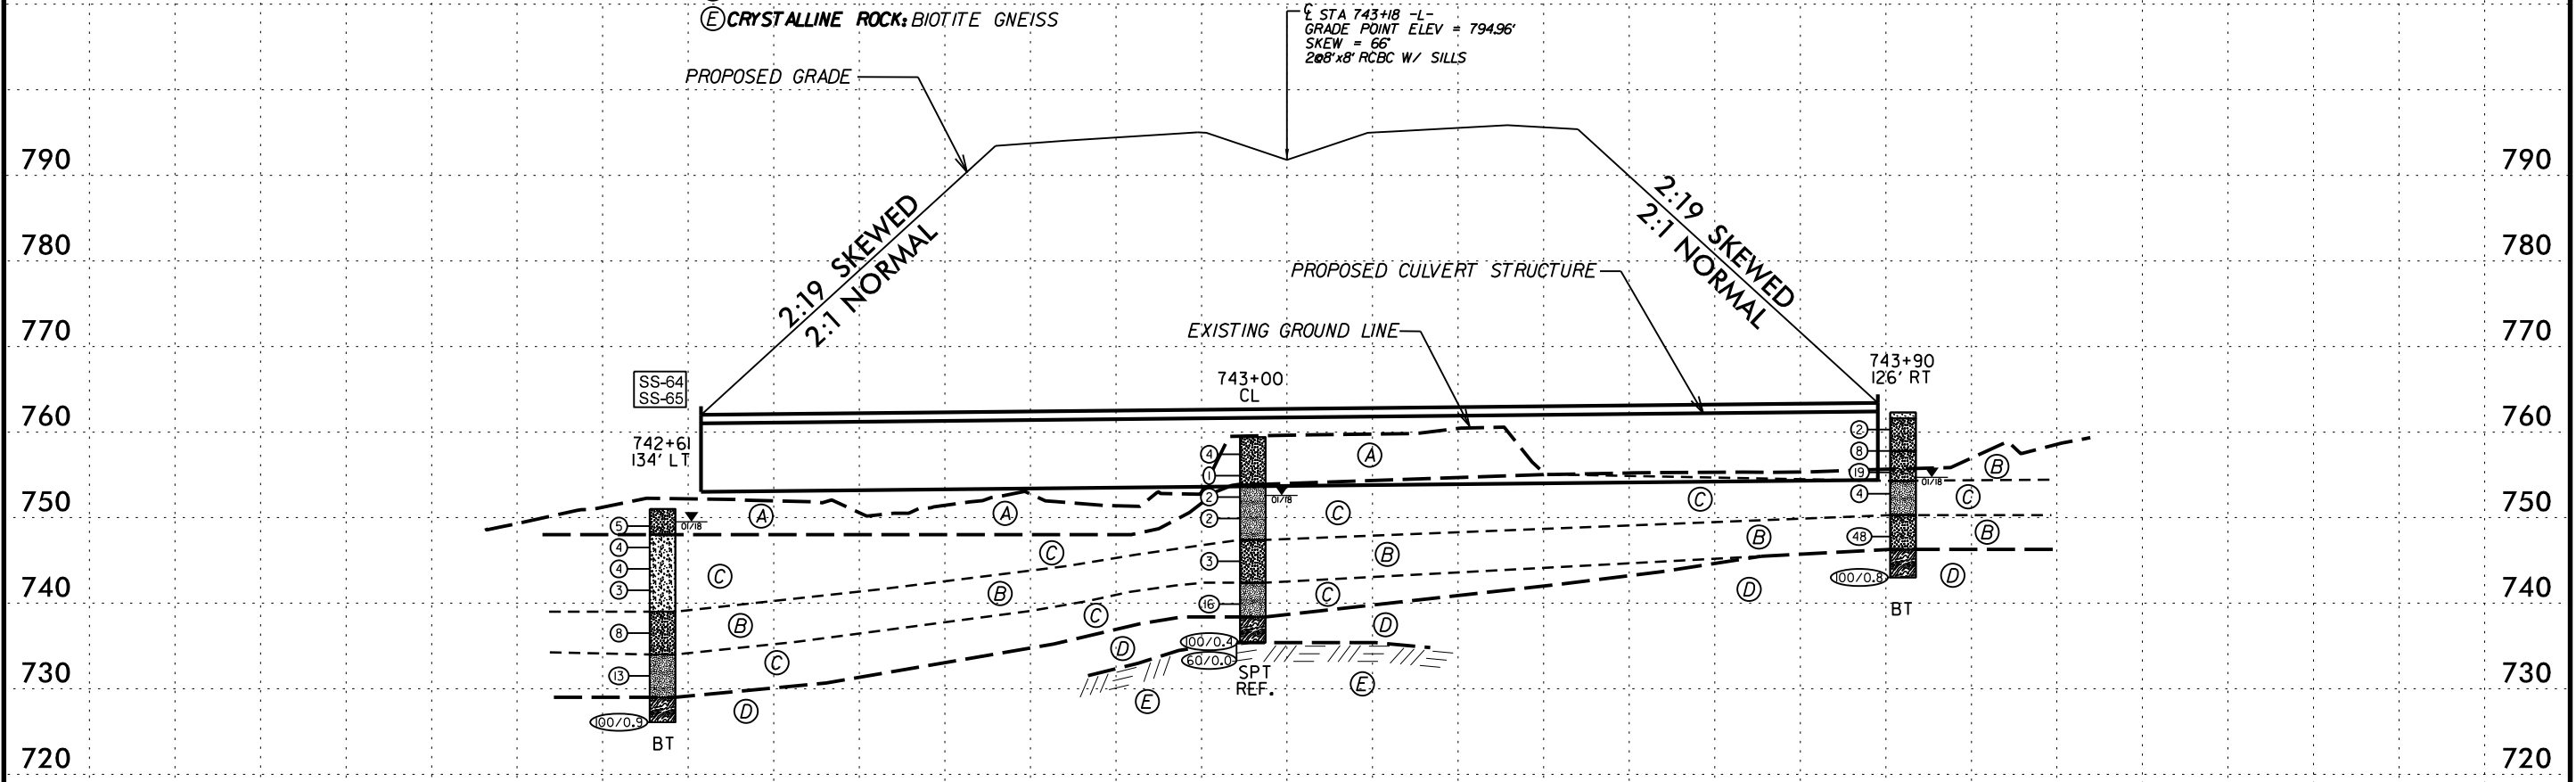 Ⓔ CRYSTALLINE ROCK: BIOTITE GNEISS
℄ STA 743+18 -L-
GRADE POINT ELEV = 794.96'
SKEW = 66°
2@8'x8' RCBC W/ SILLS
PROPOSED GRADE
790
790
2:19 SKEWED
2:1 NORMAL
2:19 SKEWED
2:1 NORMAL
780
780
PROPOSED CULVERT STRUCTURE
770
EXISTING GROUND LINE
770
743+90
126' RT
SS-64
SS-65
743+00
CL
760
760
742+61
134' LT
4
1
2
2
3
16
100/0.4
60/0.0
2
8
19
4
48
100/0.8
A
B
750
01/18
01/18
C
C
C
750
5
4
4
3
8
13
100/0.9
01/18
A
A
C
B
B
B
C
740
C
B
C
D
D
BT
740
B
C
D
D
730
C
SPT
REF.
E
E
730
D
BT
720
720